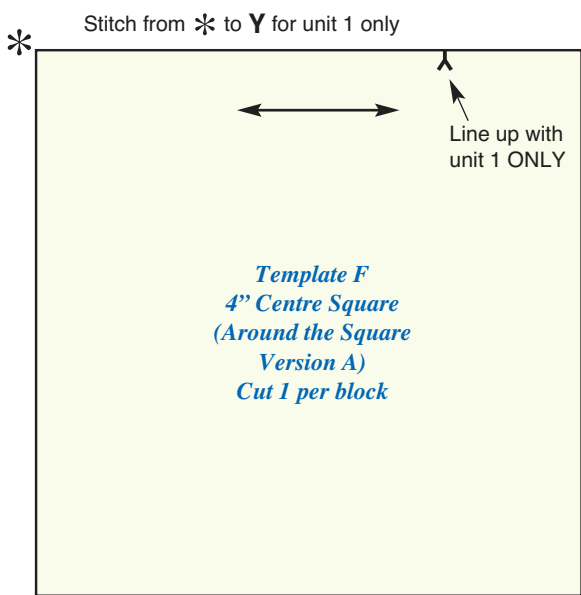 Stitch from * to Y for unit 1 only
*
Line up with
unit 1 ONLY
Template F
4” Centre Square
(Around the Square
Version A)
Cut 1 per block